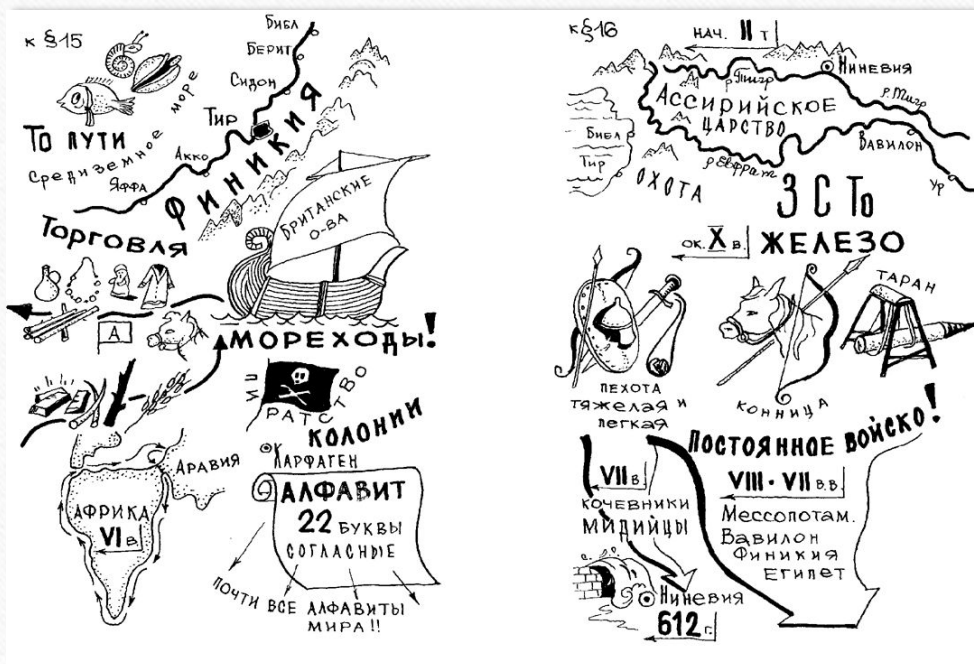 к §15
Библ
Берит
Сидон
Тир
Акко
Яффа
Средиземное море
ФИНИКИЯ
ТО ПУТИ
Торговля
БРИТАНСКИЕ
О-ВА
А
МОРЕХОДЫ!
ПИРАТСТВО
КОЛОНИИ
КАРФАГЕН
АРАВИЯ
АФРИКА
VI в.
АЛФАВИТ
22 БУКВЫ
СОГЛАСНЫЕ
ПОЧТИ ВСЕ АЛФАВИТЫ
МИРА!!
к §16
НАЧ. II т
НИНЕВИЯ
р. Тигр
р. Тигр
АССИРИЙСКОЕ
ЦАРСТВО
Библ
Тир
р. Евфрат
ВАВИЛОН
УР
ОХОТА
З С То
ок. X в.
ЖЕЛЕЗО
ТАРАН
ПЕХОТА
ТЯЖЕЛАЯ И
ЛЕГКАЯ
КОННИЦА
ПОСТОЯННОЕ ВОЙСКО!
VII в.
КОЧЕВНИКИ
МИДИЙЦЫ
НИНЕВИЯ
612 г.
VIII - VII в.в.
МЕССОПОТАМ.
ВАВИЛОН
ФИНИКИЯ
ЕГИПЕТ